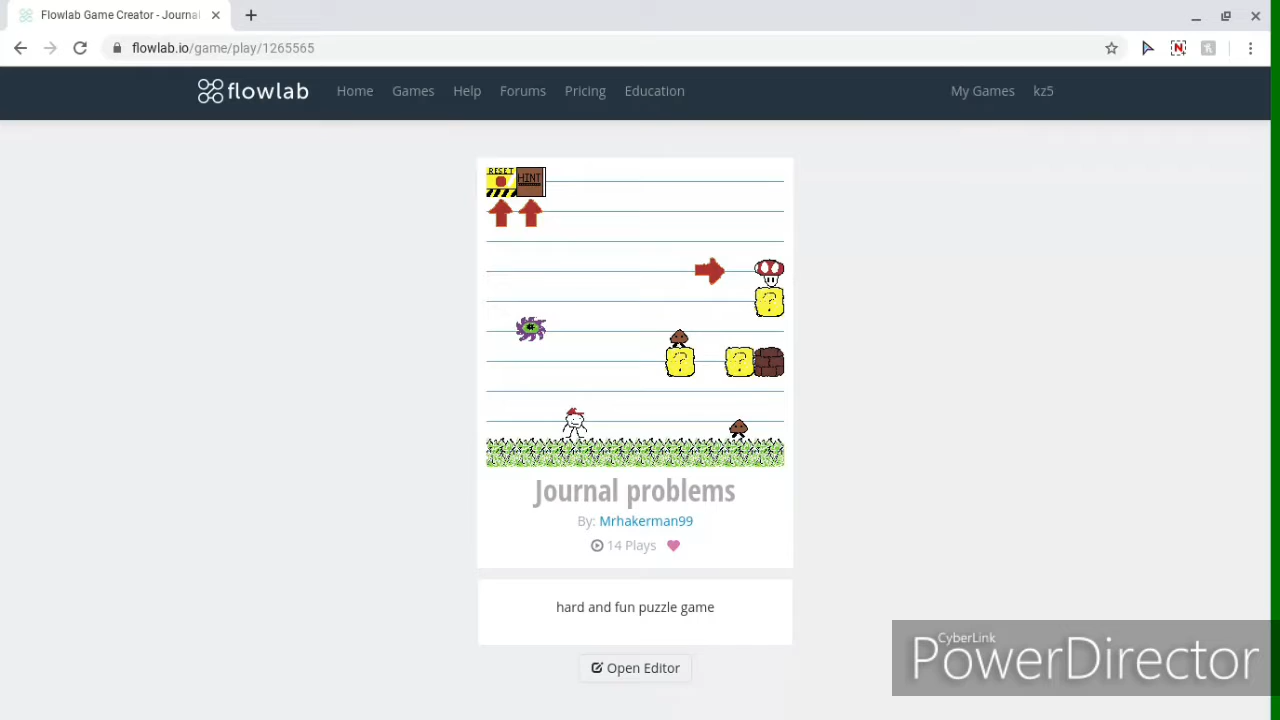 Flowlab Game Creator - Journal
flowlab.io/game/play/1265565
flowlab Home Games Help Forums Pricing Education My Games kz5
RESET HINT
?
? ?
Journal problems
By: Mrhakerman99
14 Plays
hard and fun puzzle game
Open Editor
CyberLink
PowerDirector